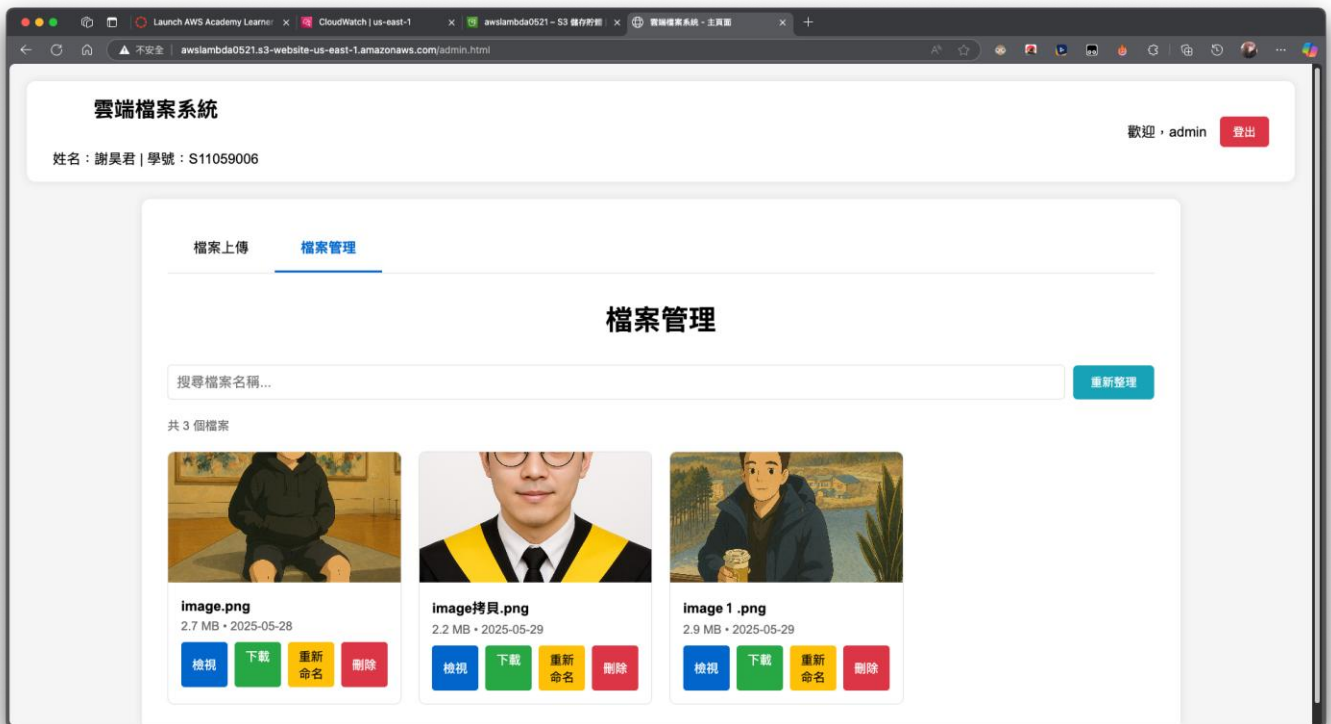 Launch AWS Academy Learner
CloudWatch | us-east-1
awslambda0521 – S3 儲存貯體
雲端檔案系統 - 主頁面
不安全 | awslambda0521.s3-website-us-east-1.amazonaws.com/admin.html
雲端檔案系統
歡迎，admin 登出
姓名：謝昊君 | 學號：S11059006
檔案上傳 檔案管理
檔案管理
搜尋檔案名稱... 重新整理
共 3 個檔案
image.png
2.7 MB • 2025-05-28
檢視 下載 重新命名 刪除
image拷貝.png
2.2 MB • 2025-05-29
檢視 下載 重新命名 刪除
image 1 .png
2.9 MB • 2025-05-29
檢視 下載 重新命名 刪除